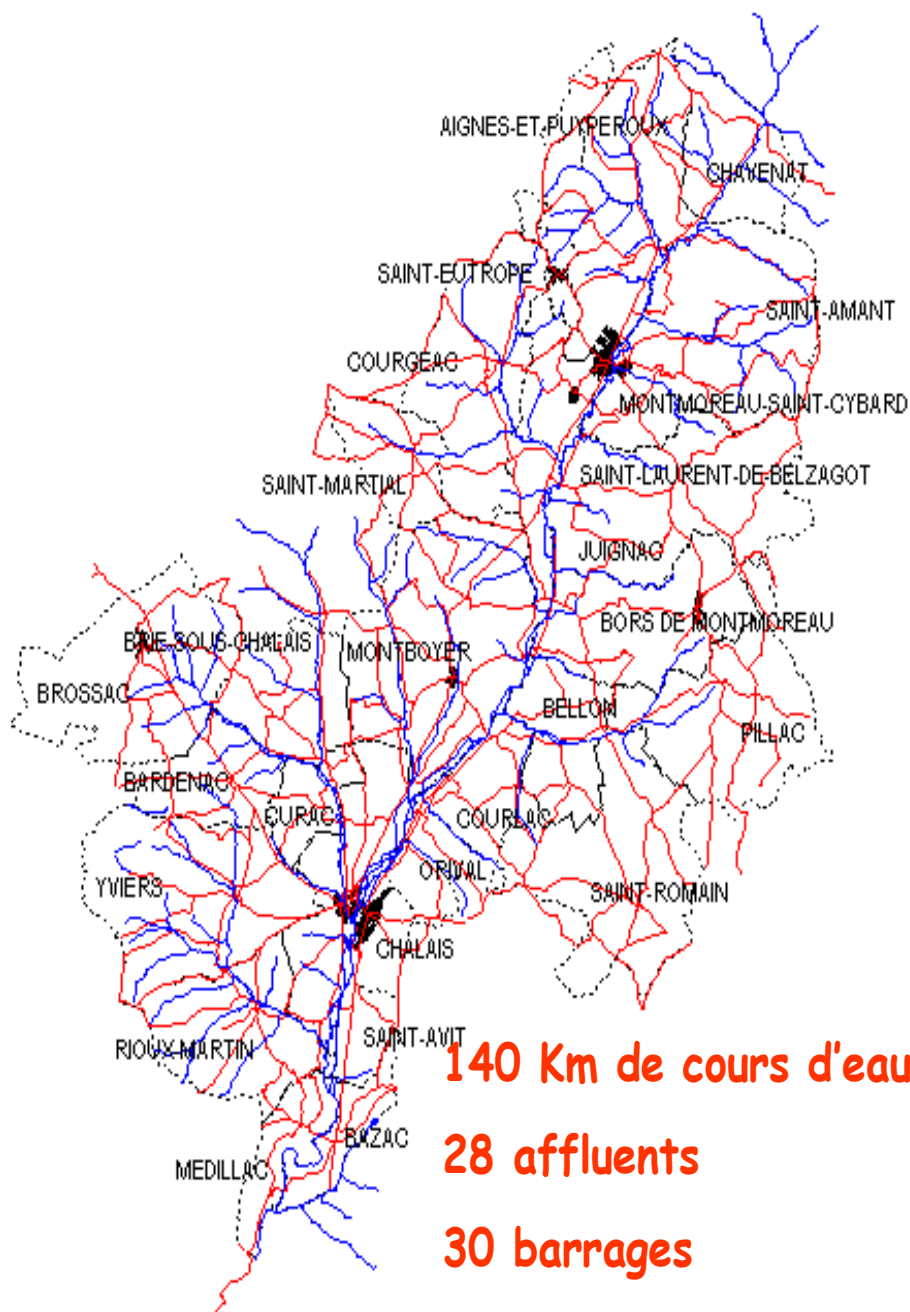 AIGNES-ET-PUYPEROUX
CHAVENAT
SAINT-EUTROPE
SAINT-AMANT
COURGEAC
MONTMOREAU-SAINT-CYBARD
SAINT-MARTIAL
SAINT-LAURENT-DE-BELZAGOT
JUIGNAC
BORS DE MONTMOREAU
BRIE-SOUS-CHALAIS
MONTBOYER
BROSSAC
BELLON
PILLAC
BARDENAC
CURAC
COURLAC
ORIVAL
YVIERS
SAINT-ROMAIN
CHALAIS
SAINT-AVIT
RIOUX-MARTIN
140 Km de cours d'eau
BAZAC
MEDILLAC
28 affluents
30 barrages